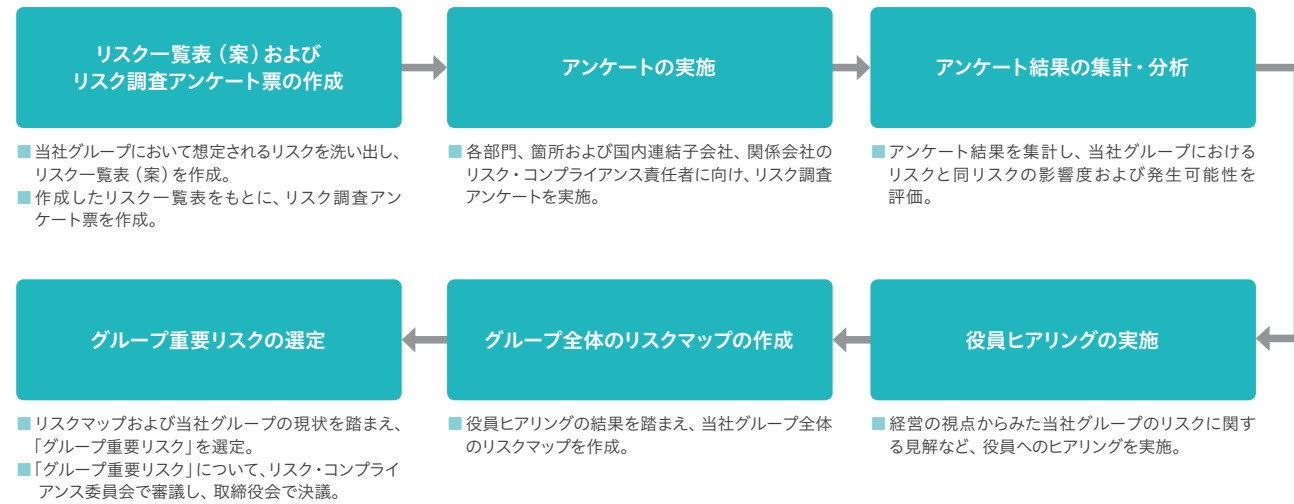 リスク一覧表（案）および
リスク調査アンケート票の作成
■当社グループにおいて想定されるリスクを洗い出し、
リスク一覧表（案）を作成。
■作成したリスク一覧表をもとに、リスク調査アン
ケート票を作成。
アンケートの実施
■各部門、箇所および国内連結子会社、関係会社の
リスク・コンプライアンス責任者に向け、リスク調査
アンケートを実施。
アンケート結果の集計・分析
■アンケート結果を集計し、当社グループにおける
リスクと同リスクの影響度および発生可能性を
評価。
役員ヒアリングの実施
■経営の視点からみた当社グループのリスクに関す
る見解など、役員へのヒアリングを実施。
グループ全体のリスクマップの作成
■役員ヒアリングの結果を踏まえ、当社グループ全体
のリスクマップを作成。
グループ重要リスクの選定
■リスクマップおよび当社グループの現状を踏まえ、
「グループ重要リスク」を選定。
■「グループ重要リスク」について、リスク・コンプライ
アンス委員会で審議し、取締役会で決議。